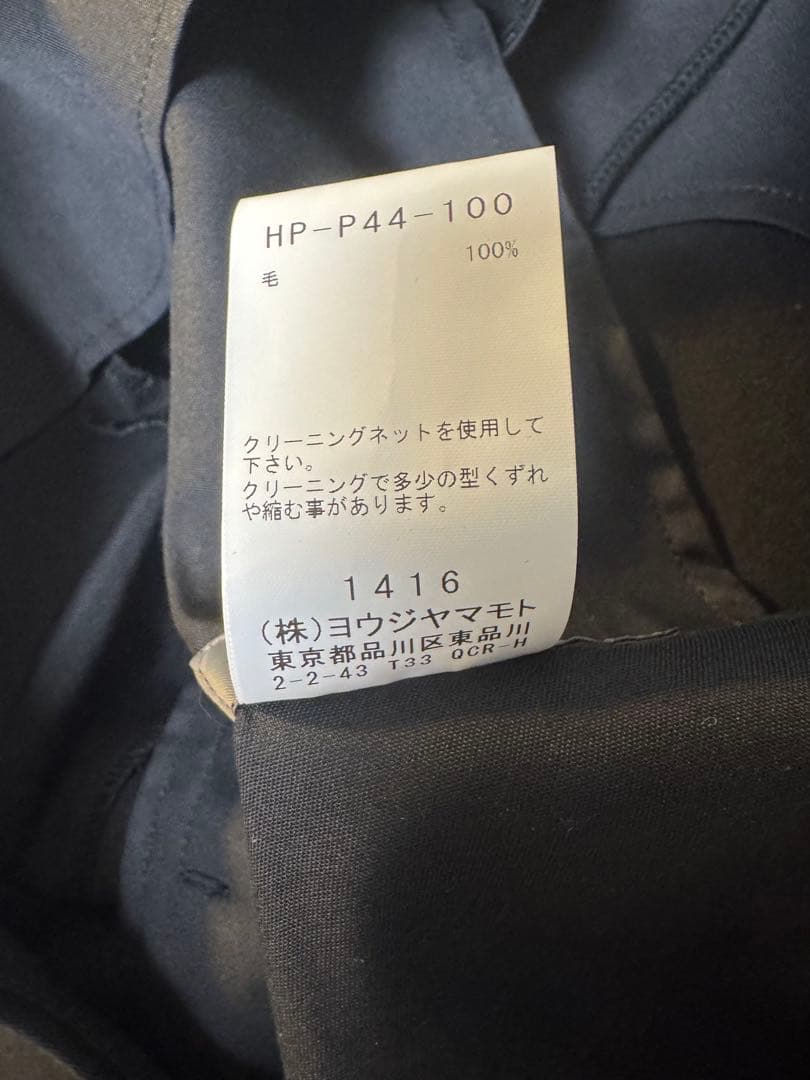 HP-P44-100
毛 100%
クリーニングネットを使用して
下さい。
クリーニングで多少の型くずれ
や縮む事があります。
1416
(株)ヨウジヤマモト
東京都品川区東品川
2-2-43 T33 QCR-H